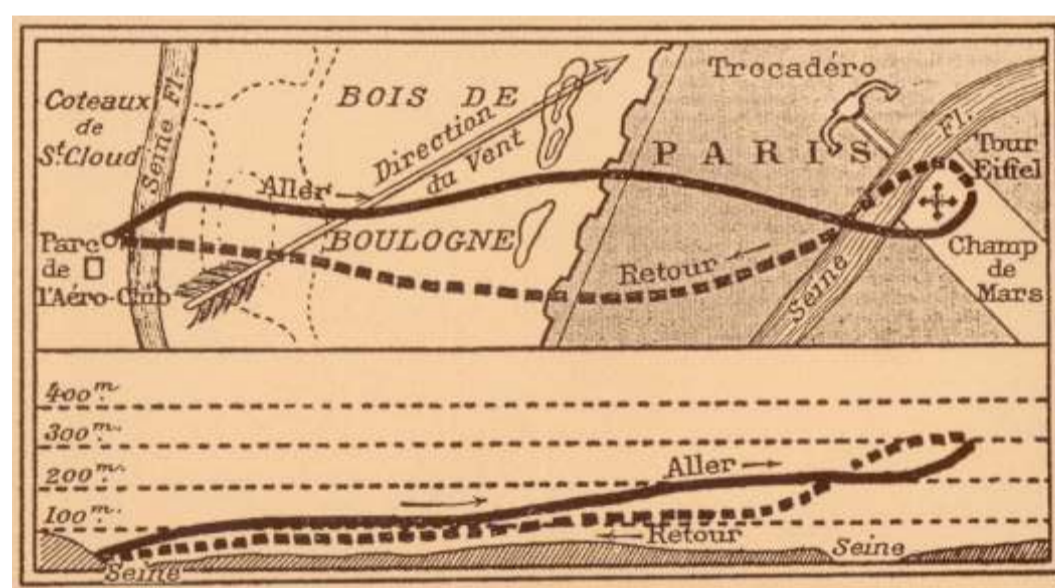 Coteaux
de
St. Cloud
Seine Fl.
BOIS DE
BOULOGNE
Direction
du Vent
Aller
Parc
de
l'Aéro-Club
Retour
PARIS
Trocadéro
Fl.
Seine
Tour
Eiffel
Champ
de
Mars
400m.
300m.
200m.
100m.
Aller
Retour
Seine
Seine